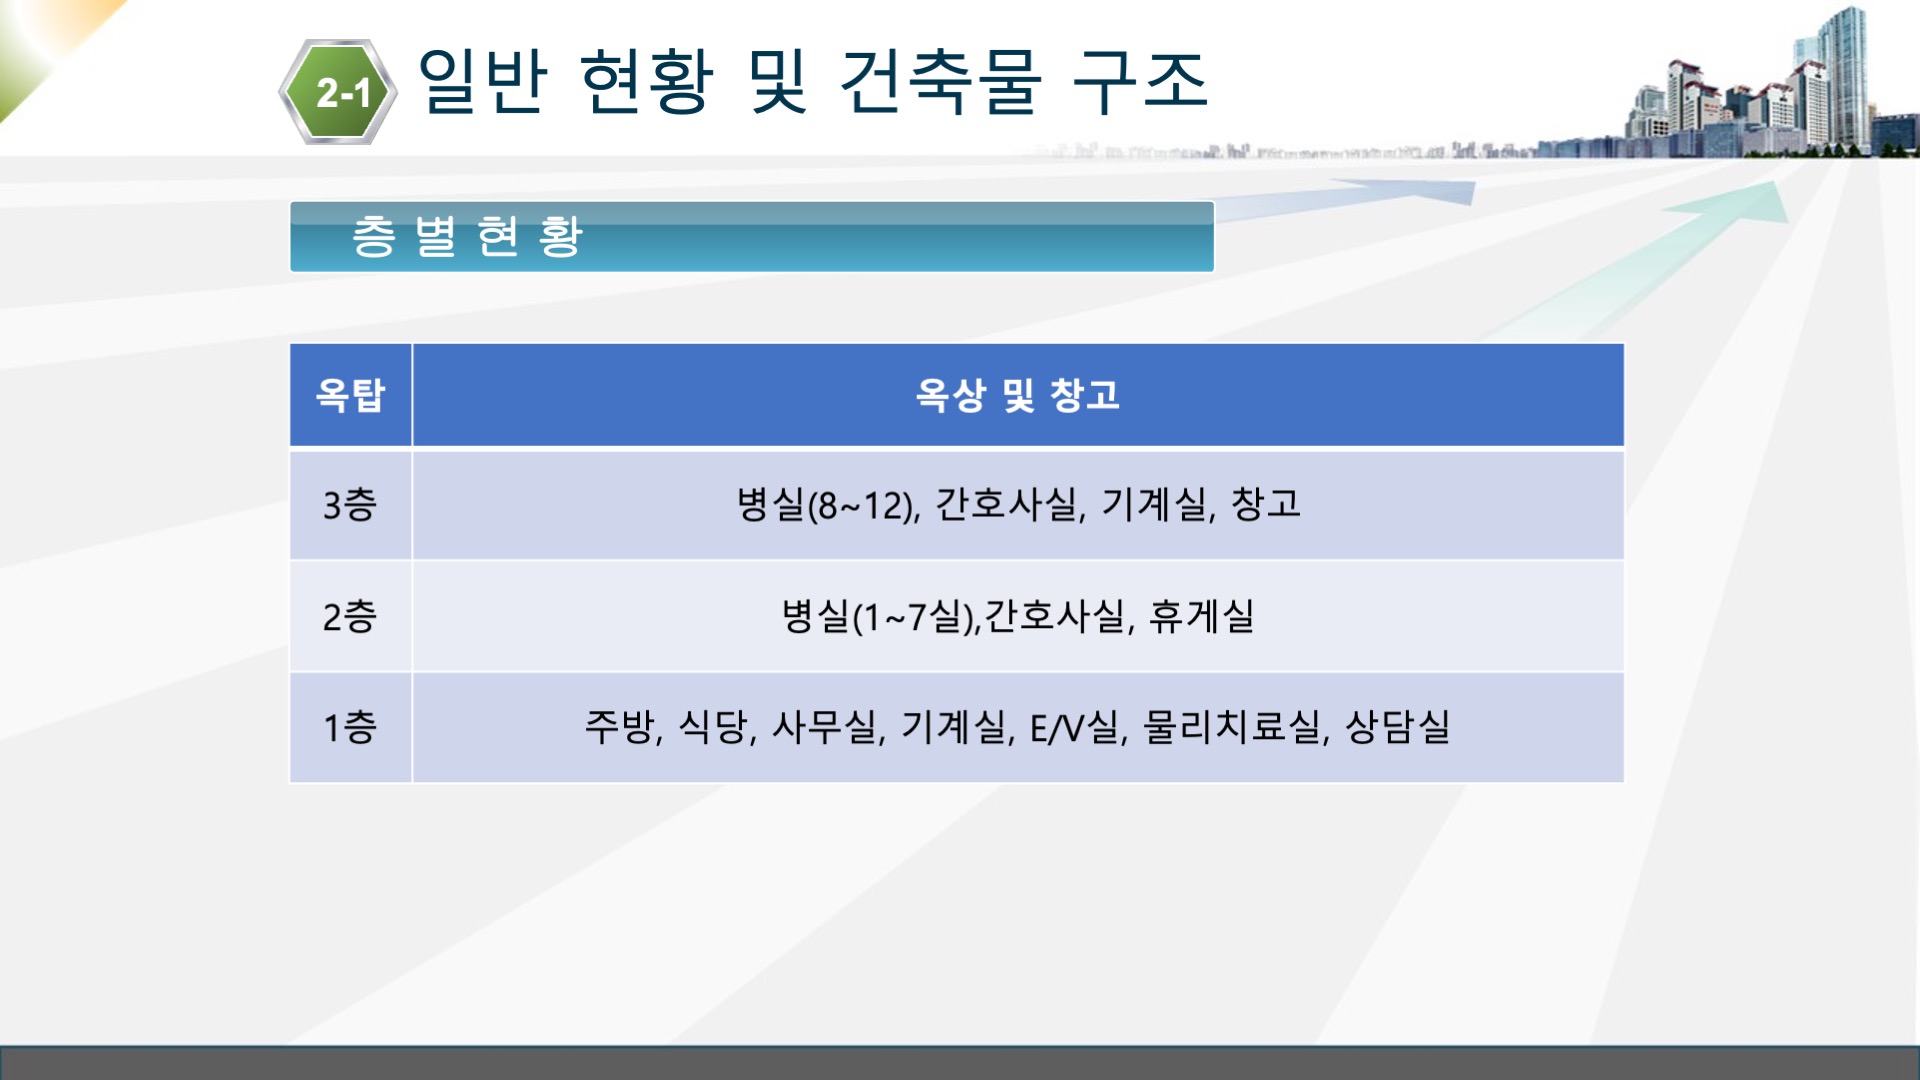 2-1 일반 현황 및 건축물 구조
층 별 현 황
옥탑 옥상 및 창고
3층 병실(8~12), 간호사실, 기계실, 창고
2층 병실(1~7실),간호사실, 휴게실
1층 주방, 식당, 사무실, 기계실, E/V실, 물리치료실, 상담실